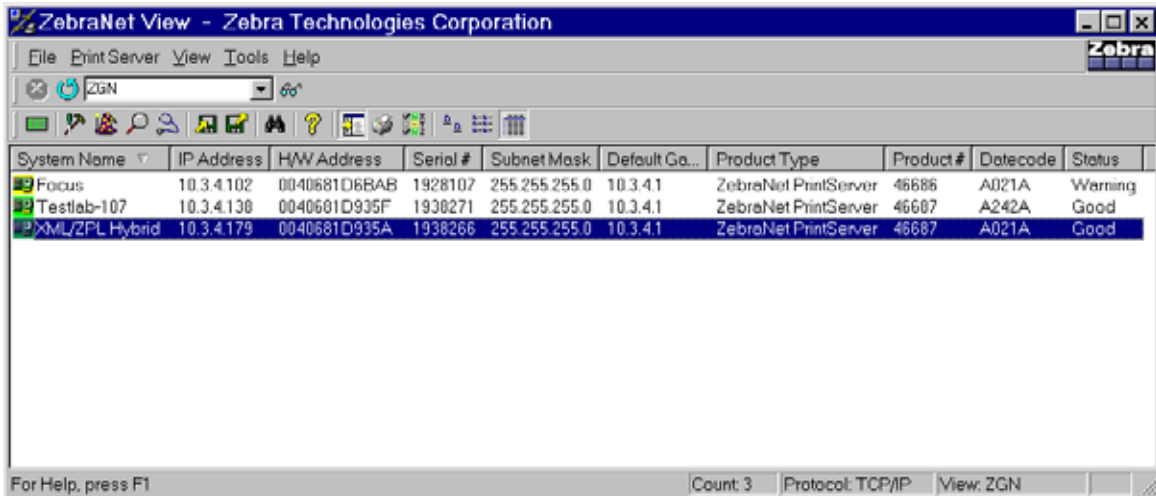 ZebraNet View - Zebra Technologies Corporation
File Print Server View Tools Help
Zebra
ZGN
System Name IP Address H/W Address Serial # Subnet Mask Default Ga... Product Type Product # Datecode Status
Focus 10.3.4.102 0040681D6BAB 1928107 255.255.255.0 10.3.4.1 ZebraNet PrintServer 46686 A021A Warning
Testlab-107 10.3.4.138 0040681D935F 1938271 255.255.255.0 10.3.4.1 ZebraNet PrintServer 46687 A242A Good
XML/ZPL Hybrid 10.3.4.179 0040681D935A 1938266 255.255.255.0 10.3.4.1 ZebraNet PrintServer 46687 A021A Good
For Help, press F1 Count: 3 Protocol: TCP/IP View: ZGN